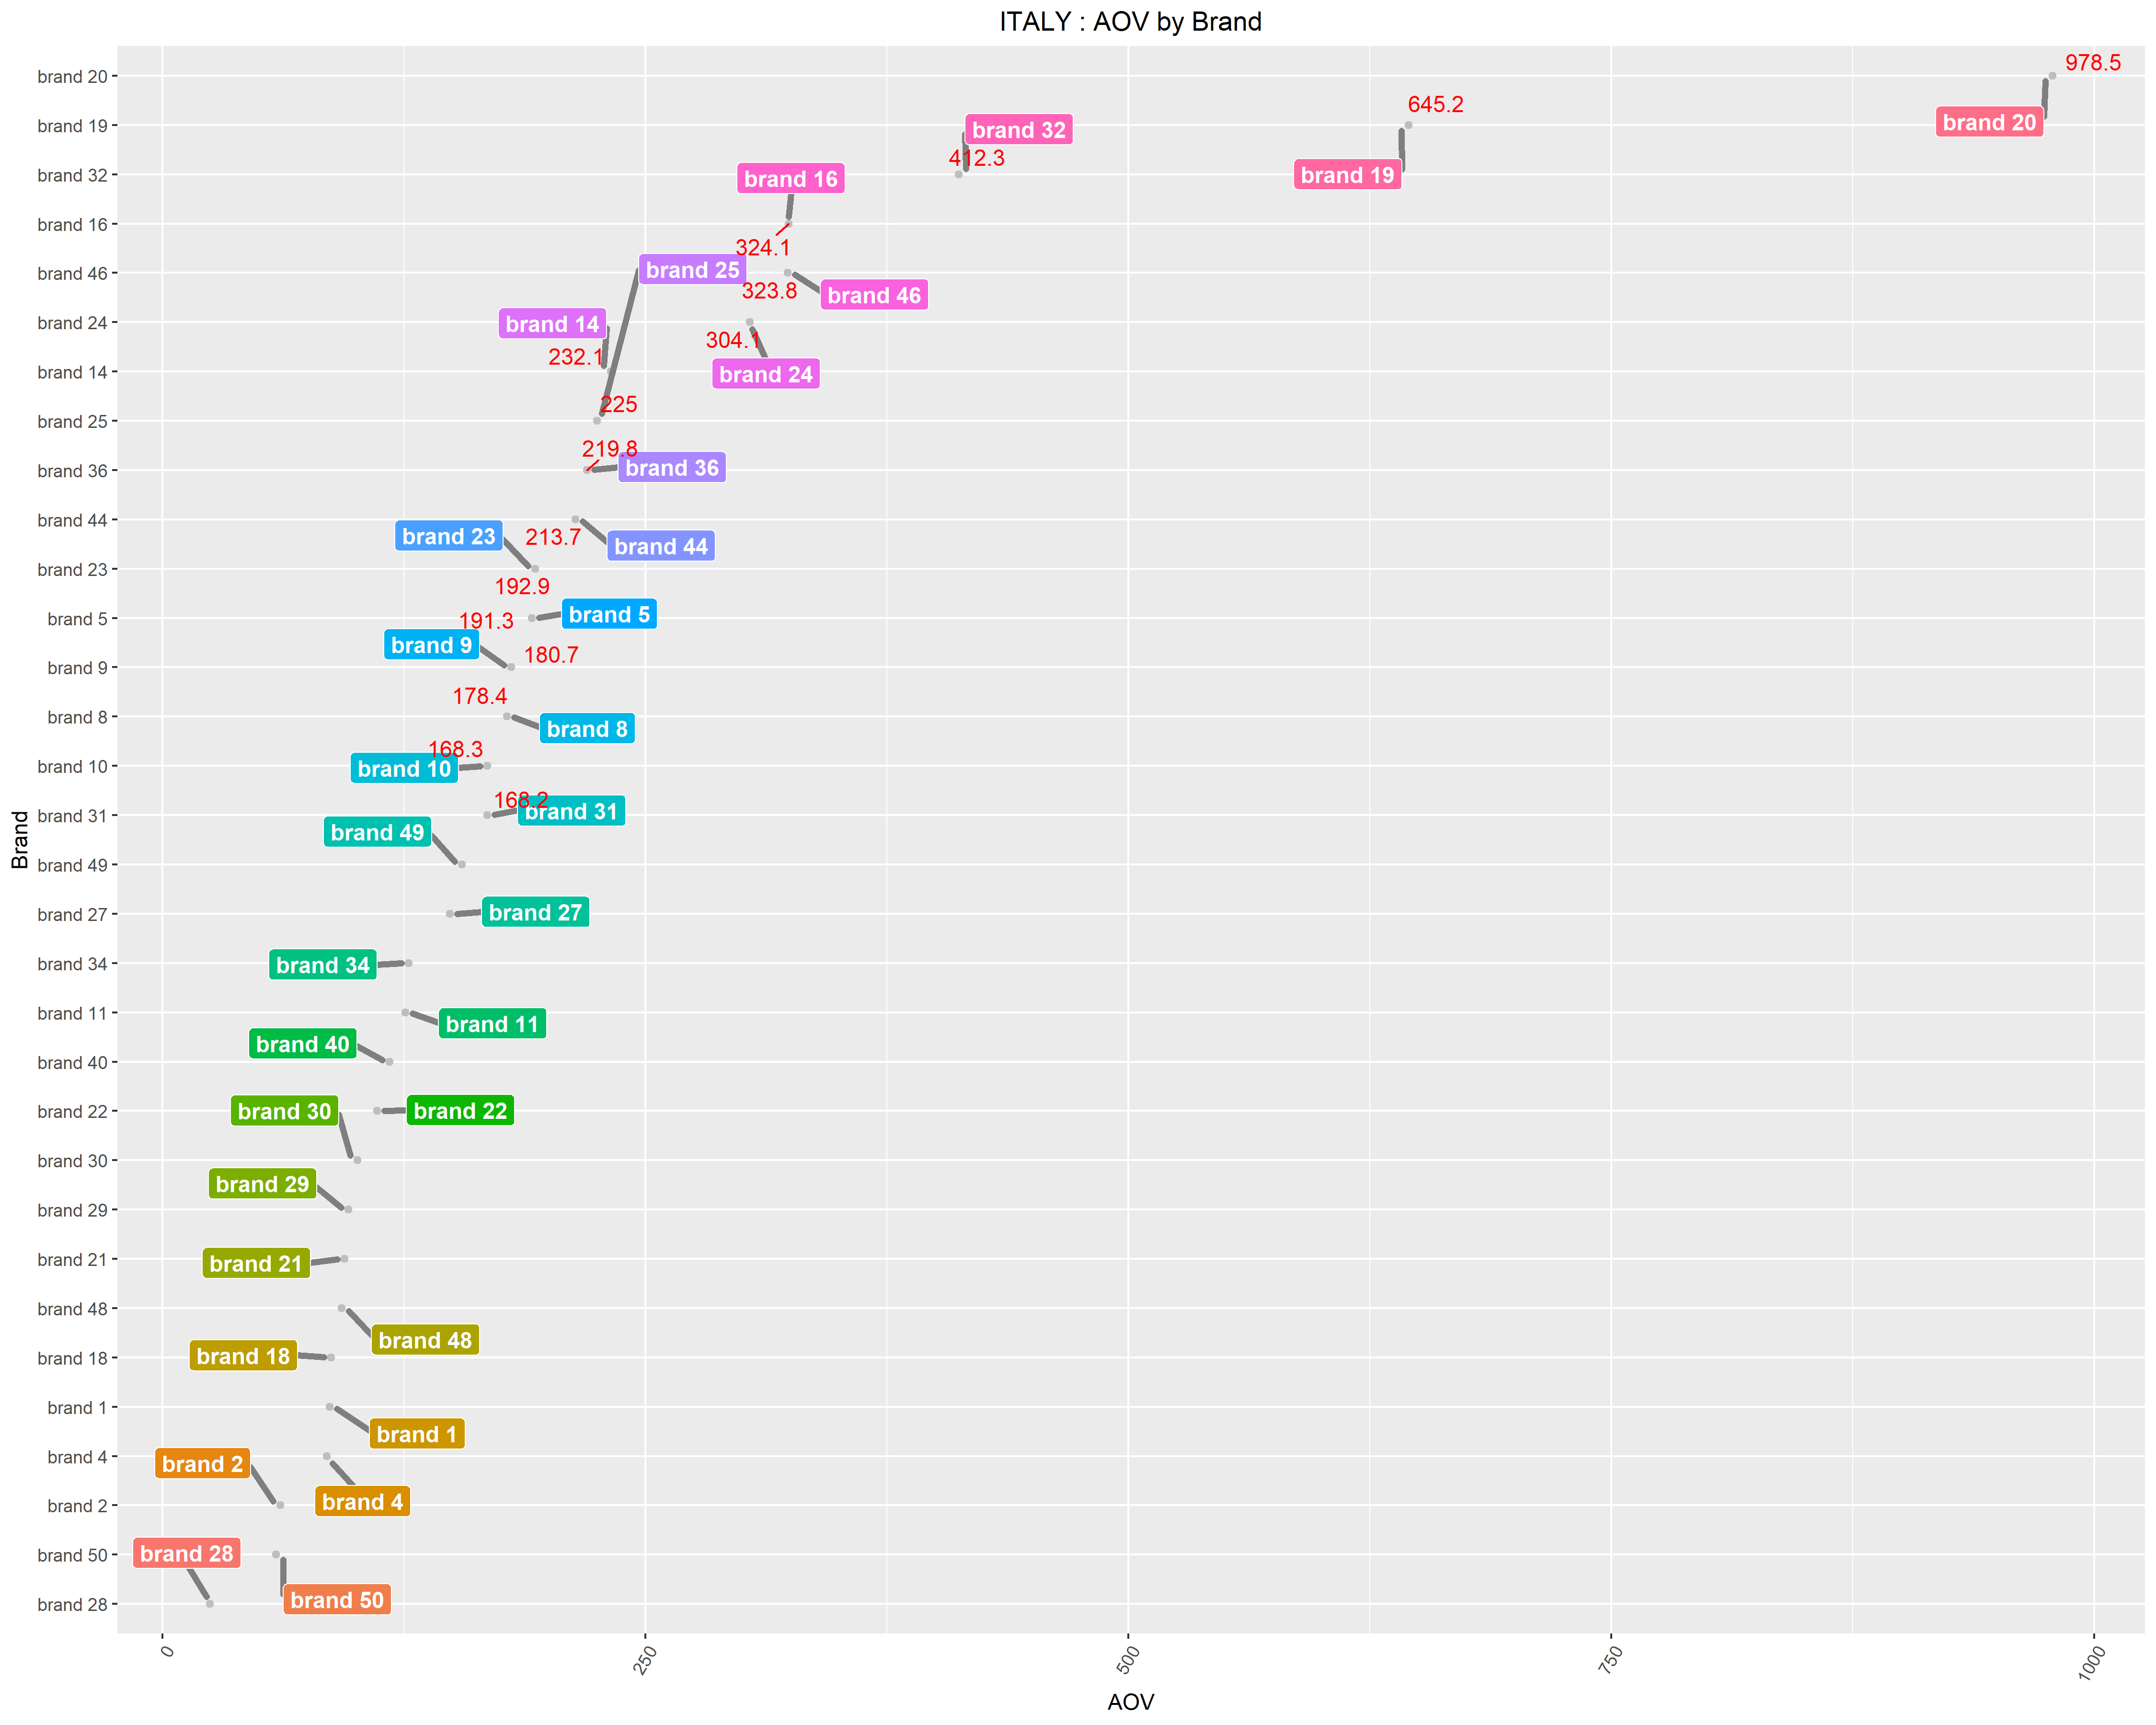 ITALY : AOV by Brand
brand 20
978.5
brand 20
brand 19
645.2
brand 19
brand 32
brand 32
412.3
brand 16
brand 16
324.1
brand 46
323.8
brand 46
brand 24
304.1
brand 24
brand 14
brand 14
232.1
brand 25
brand 25
225
brand 36
219.8
brand 36
brand 44
213.7
brand 44
brand 23
brand 23
192.9
brand 5
191.3
brand 5
brand 9
brand 9
180.7
brand 8
178.4
brand 8
brand 10
168.3
brand 10
brand 31
168.2
brand 31
brand 49
brand 49
brand 27
brand 27
brand 34
brand 34
brand 11
brand 11
brand 40
brand 40
brand 22
brand 22
brand 30
brand 30
brand 29
brand 29
brand 21
brand 21
brand 48
brand 48
brand 18
brand 18
brand 1
brand 1
brand 4
brand 4
brand 2
brand 2
brand 50
brand 50
brand 28
brand 28
Brand
0
250
500
750
1000
AOV